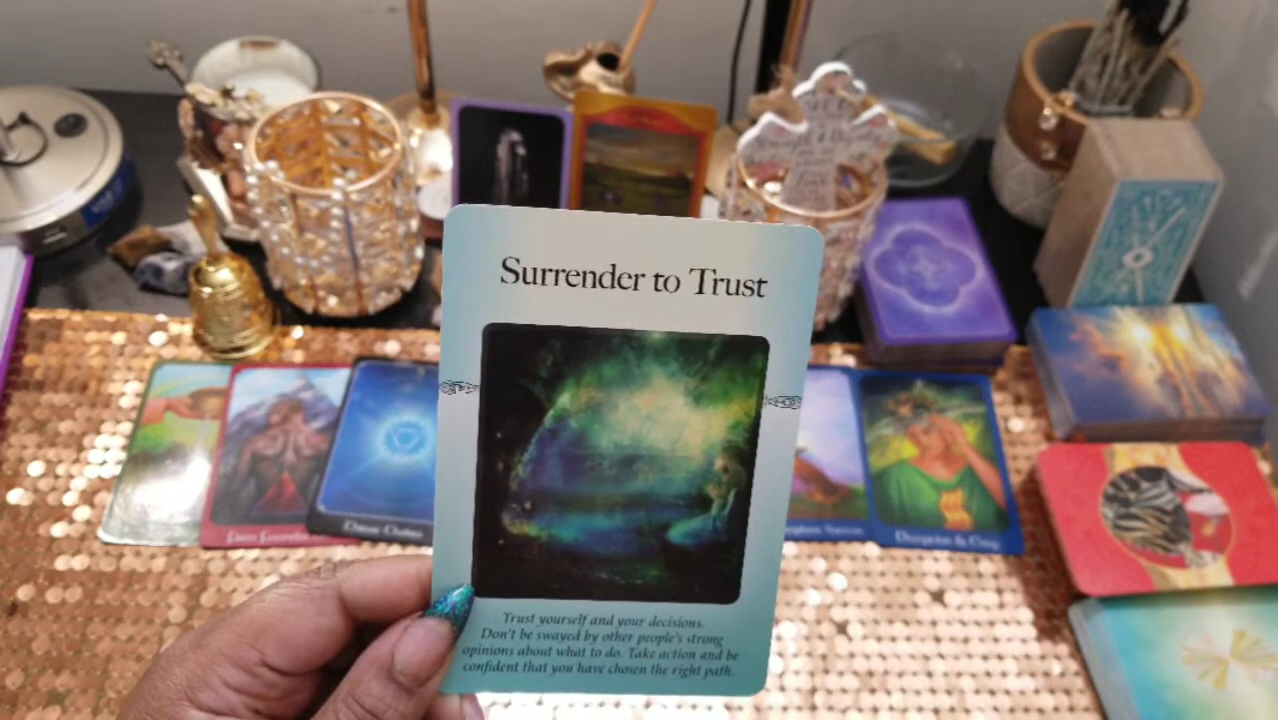 Surrender to Trust
Trust yourself and your decisions.
Don't be swayed by other people's strong
opinions about what to do. Take action and be
confident that you have chosen the right path.